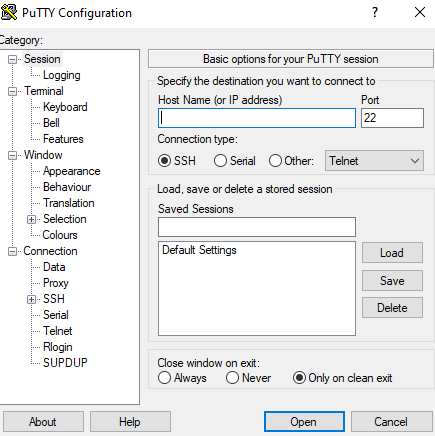 PuTTY Configuration
?
Category:
Session
Logging
Terminal
Keyboard
Bell
Features
Window
Appearance
Behaviour
Translation
Selection
Colours
Connection
Data
Proxy
SSH
Serial
Telnet
Rlogin
SUPDUP
Basic options for your PuTTY session
Specify the destination you want to connect to
Host Name (or IP address) Port
22
Connection type:
SSH Serial Other: Telnet
Load, save or delete a stored session
Saved Sessions
Default Settings
Load
Save
Delete
Close window on exit:
Always Never Only on clean exit
About Help Open Cancel